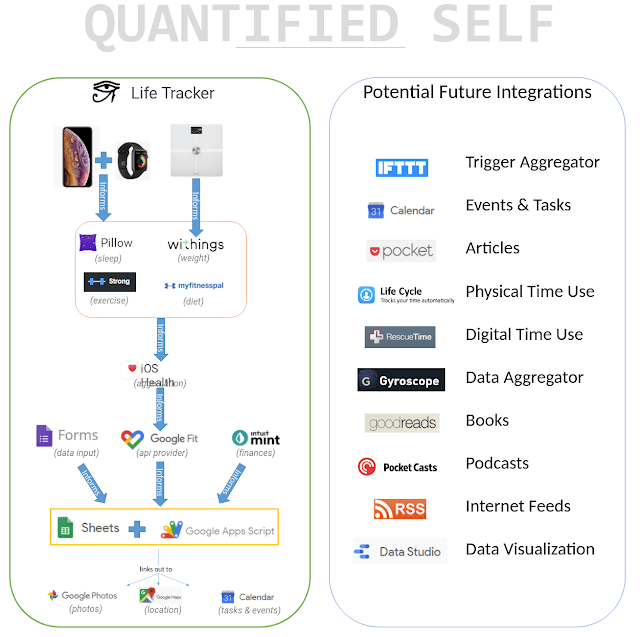 QUANTIFIED SELF
Life Tracker
Informs
Informs
Pillow
(sleep)
withings
(weight)
Strong
(exercise)
myfitnesspal
(diet)
Informs
iOS
Health
(aggregation)
Informs
Forms
(data input)
Google Fit
(api provider)
intuit
mint
(finances)
Informs
Informs
Informs
Sheets
Google Apps Script
links out to
Google Photos
(photos)
Google Maps
(location)
31
Calendar
(tasks & events)
Potential Future Integrations
IFTTT
Trigger Aggregator
31 Calendar
Events & Tasks
pocket
Articles
Life Cycle
Tracks your time automatically
Physical Time Use
RescueTime
Digital Time Use
G Gyroscope
Data Aggregator
goodreads
Books
Pocket Casts
Podcasts
RSS
Internet Feeds
Data Studio
Data Visualization